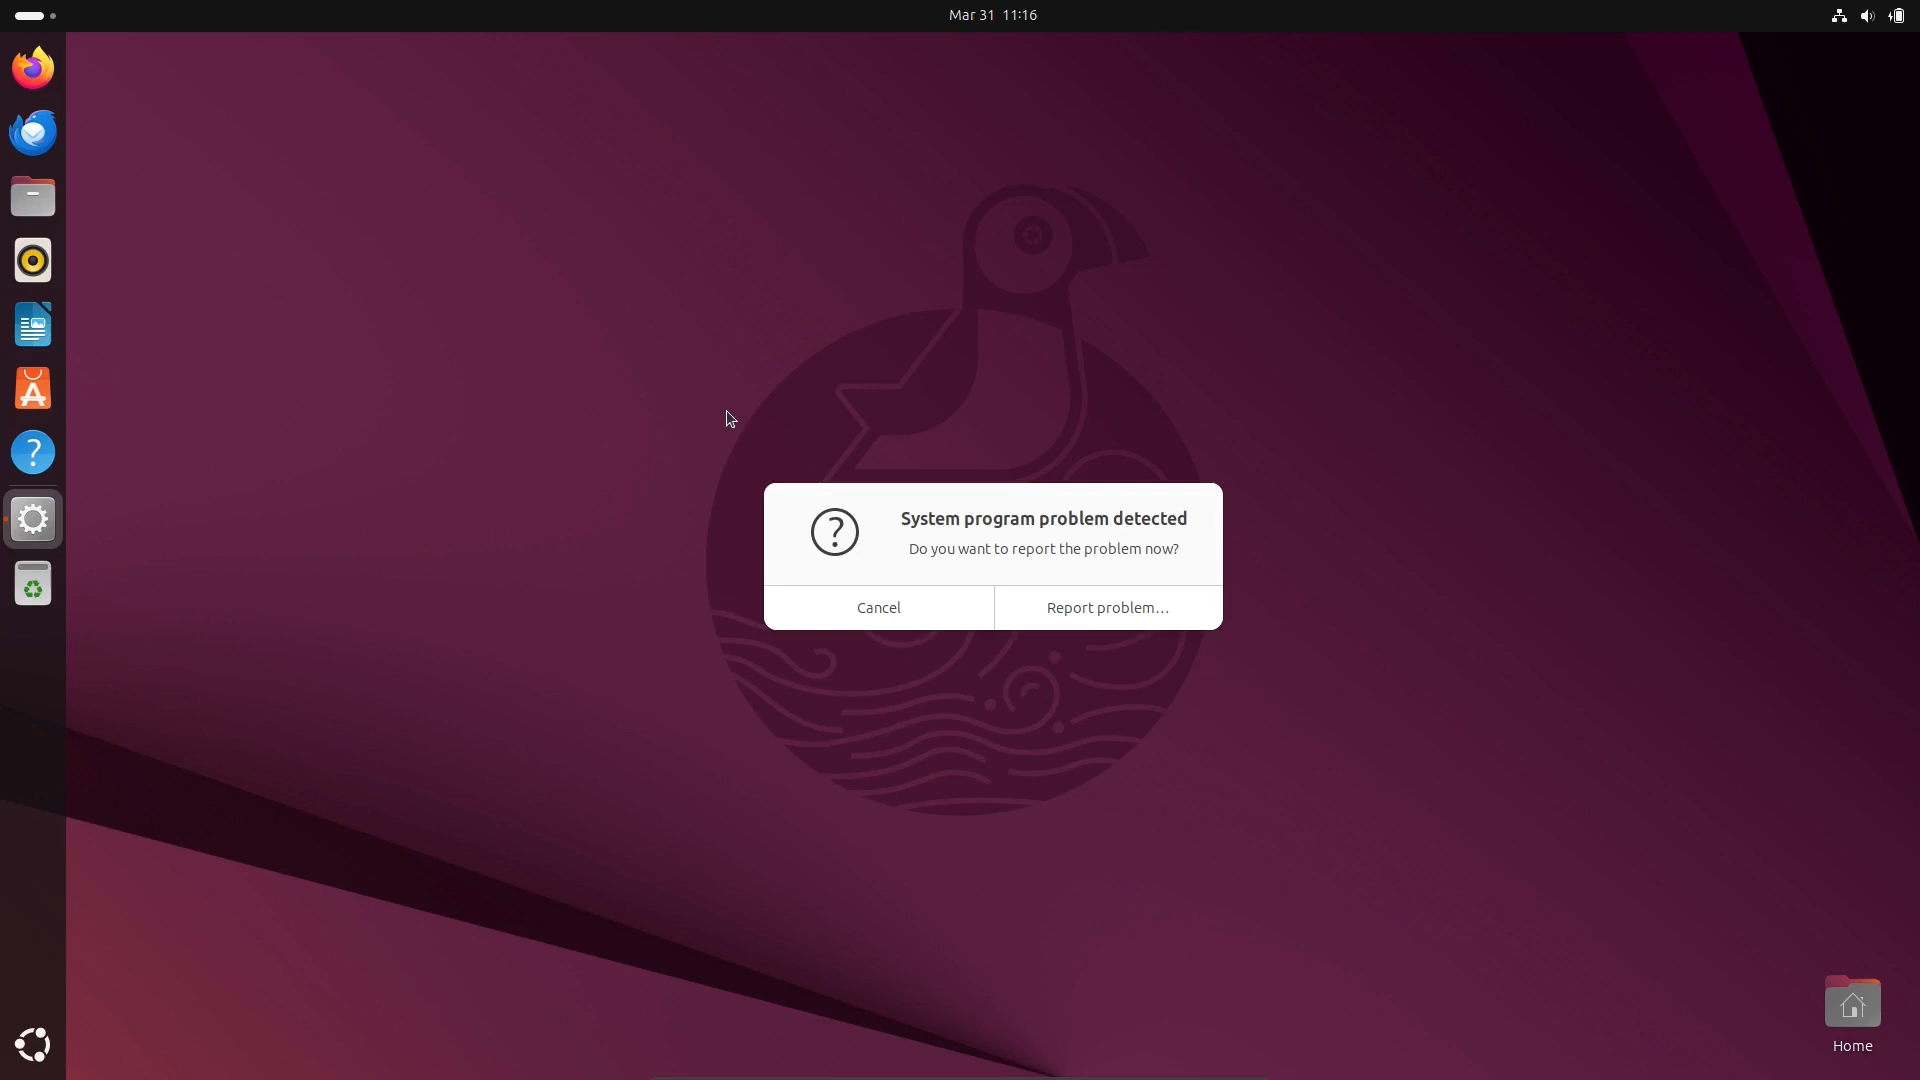 Mar 31 11:16
System program problem detected
Do you want to report the problem now?
Cancel
Report problem…
Home